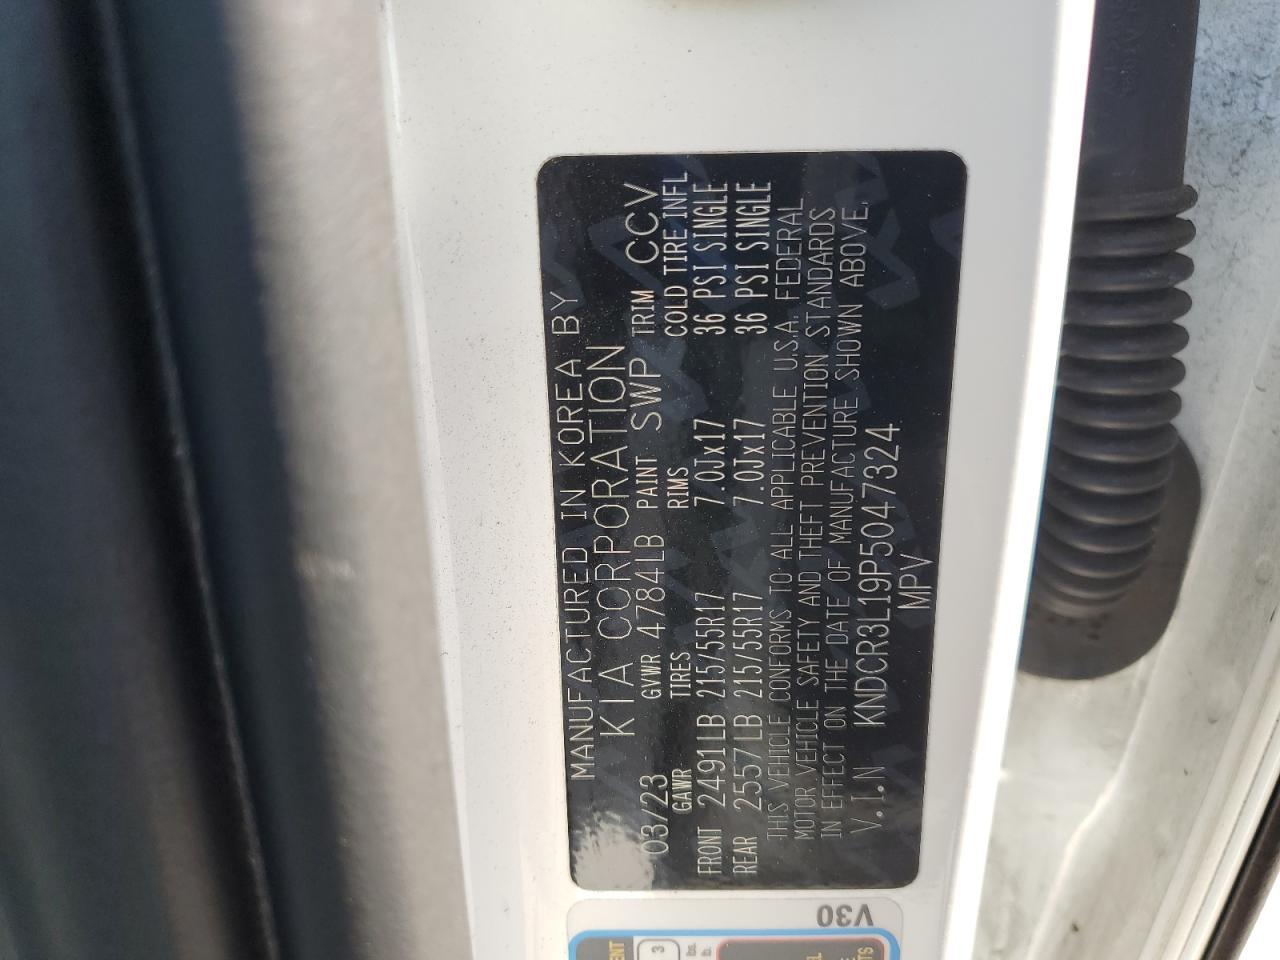 MANUFACTURED IN KOREA BY
KIA CORPORATION
03/23 GVWR 4784LB PAINT SWP TRIM CCV
GAWR TIRES RIMS COLD TIRE INFL
FRONT 2491LB 215/55R17 7.0Jx17 36 PSI SINGLE
REAR 2557LB 215/55R17 7.0Jx17 36 PSI SINGLE
THIS VEHICLE CONFORMS TO ALL APPLICABLE U.S.A. FEDERAL
MOTOR VEHICLE SAFETY AND THEFT PREVENTION STANDARDS
IN EFFECT ON THE DATE OF MANUFACTURE SHOWN ABOVE.
V.I.N KNDCR3L19P5047324
MPV
V30
3